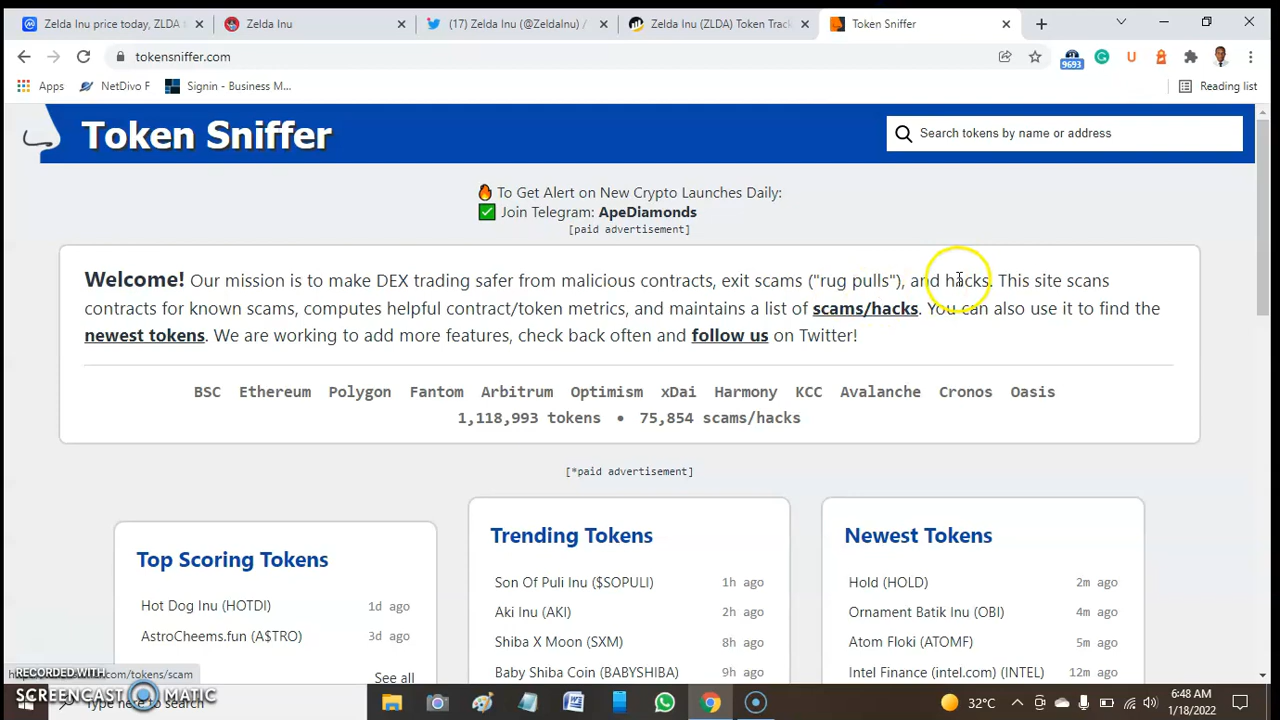 Zelda Inu price today, ZLDA
Zelda Inu
(17) Zelda Inu (@ZeldaInu) /
Zelda Inu (ZLDA) Token Track
Token Sniffer
tokensniffer.com
9693
Apps
NetDivo F
Signin - Business M...
Reading list
Token Sniffer
Search tokens by name or address
🔥 To Get Alert on New Crypto Launches Daily:
✅ Join Telegram: ApeDiamonds
[paid advertisement]
Welcome! Our mission is to make DEX trading safer from malicious contracts, exit scams ("rug pulls"), and hacks. This site scans
contracts for known scams, computes helpful contract/token metrics, and maintains a list of scams/hacks. You can also use it to find the
newest tokens. We are working to add more features, check back often and follow us on Twitter!
BSC Ethereum Polygon Fantom Arbitrum Optimism xDai Harmony KCC Avalanche Cronos Oasis
1,118,993 tokens • 75,854 scams/hacks
[*paid advertisement]
Top Scoring Tokens
Hot Dog Inu (HOTDI) 1d ago
AstroCheems.fun (A$TRO) 3d ago
See all
Trending Tokens
Son Of Puli Inu ($SOPULI) 1h ago
Aki Inu (AKI) 2h ago
Shiba X Moon (SXM) 8h ago
Baby Shiba Coin (BABYSHIBA) 9h ago
Newest Tokens
Hold (HOLD) 2m ago
Ornament Batik Inu (OBI) 4m ago
Atom Floki (ATOMF) 5m ago
Intel Finance (intel.com) (INTEL) 12m ago
.com/tokens/scam
RECORDED WITH
SCREENCAST MATIC
Type here to search
32°C
6:48 AM
1/18/2022